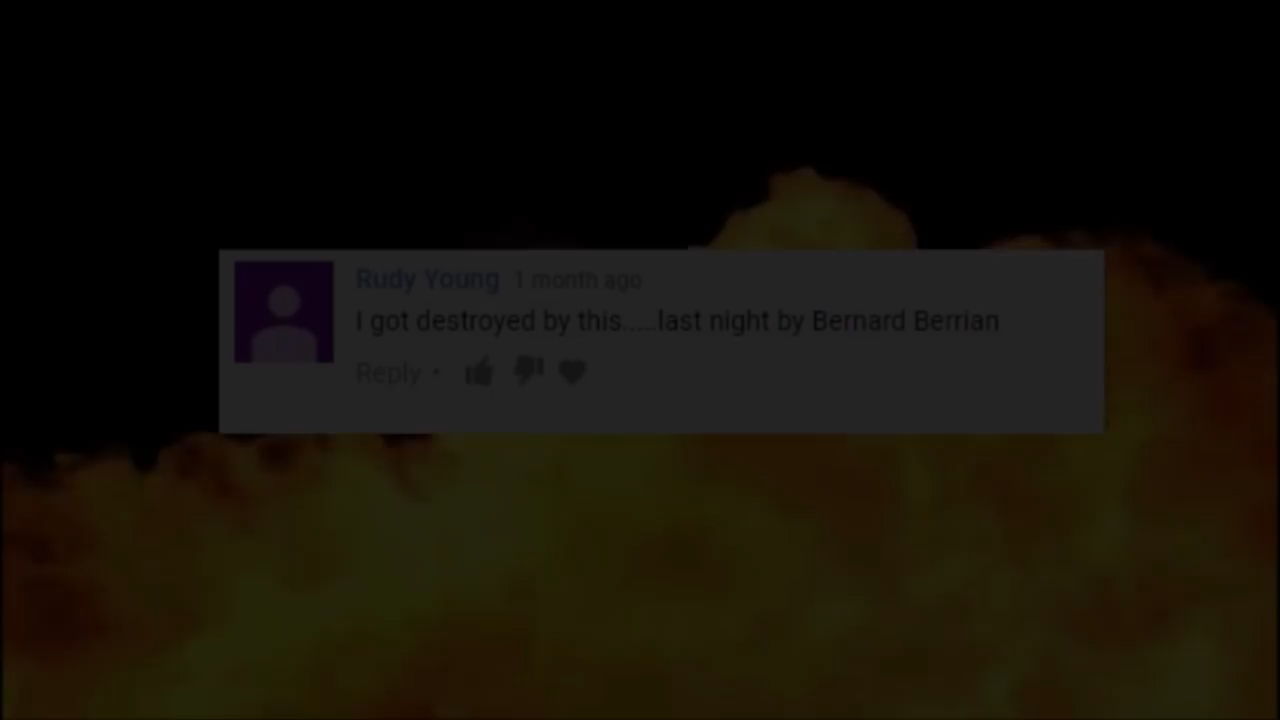 Rudy Young 1 month ago
I got destroyed by this.....last night by Bernard Berrian
Reply •